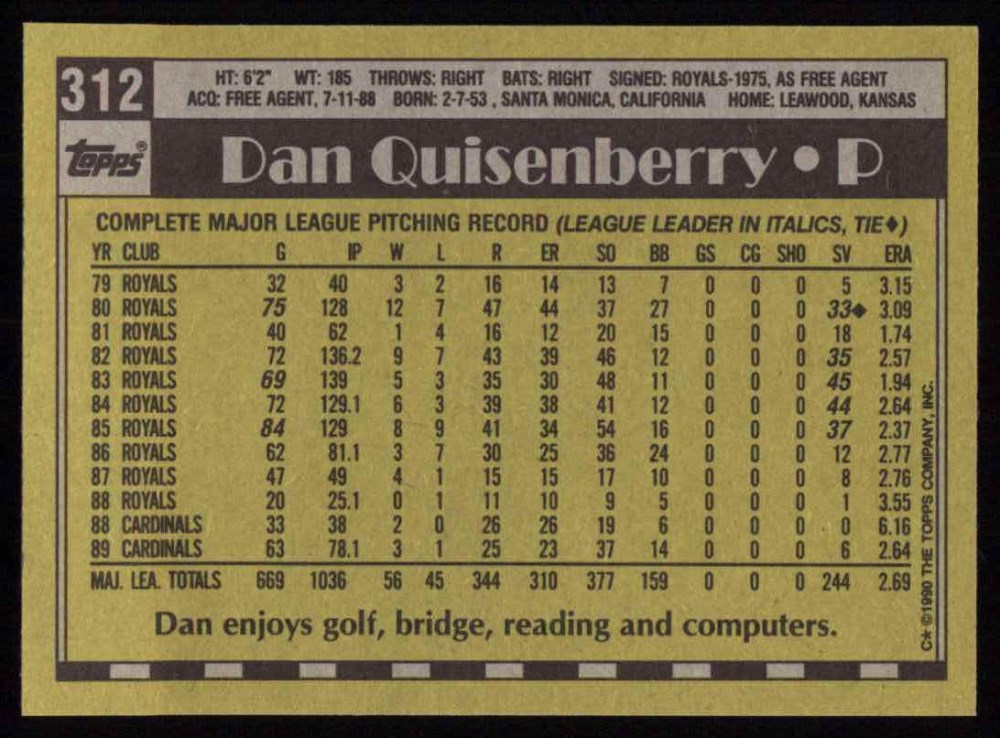 312
HT: 6'2" WT: 185 THROWS: RIGHT BATS: RIGHT SIGNED: ROYALS-1975, AS FREE AGENT
ACQ: FREE AGENT, 7-11-88 BORN: 2-7-53 , SANTA MONICA, CALIFORNIA HOME: LEAWOOD, KANSAS
topps®
Dan Quisenberry • P
COMPLETE MAJOR LEAGUE PITCHING RECORD (LEAGUE LEADER IN ITALICS, TIE♦)
YR CLUB G IP W L R ER SO BB GS CG SHO SV ERA
79 ROYALS 32 40 3 2 16 14 13 7 0 0 0 5 3.15
80 ROYALS 75 128 12 7 47 44 37 27 0 0 0 33♦ 3.09
81 ROYALS 40 62 1 4 16 12 20 15 0 0 0 18 1.74
82 ROYALS 72 136.2 9 7 43 39 46 12 0 0 0 35 2.57
83 ROYALS 69 139 5 3 35 30 48 11 0 0 0 45 1.94
84 ROYALS 72 129.1 6 3 39 38 41 12 0 0 0 44 2.64
85 ROYALS 84 129 8 9 41 34 54 16 0 0 0 37 2.37
86 ROYALS 62 81.1 3 7 30 25 36 24 0 0 0 12 2.77
87 ROYALS 47 49 4 1 15 15 17 10 0 0 0 8 2.76
88 ROYALS 20 25.1 0 1 11 10 9 5 0 0 0 1 3.55
88 CARDINALS 33 38 2 0 26 26 19 6 0 0 0 0 6.16
89 CARDINALS 63 78.1 3 1 25 23 37 14 0 0 0 6 2.64
MAJ. LEA. TOTALS 669 1036 56 45 344 310 377 159 0 0 0 244 2.69
Dan enjoys golf, bridge, reading and computers.
C* ©1990 THE TOPPS COMPANY, INC.